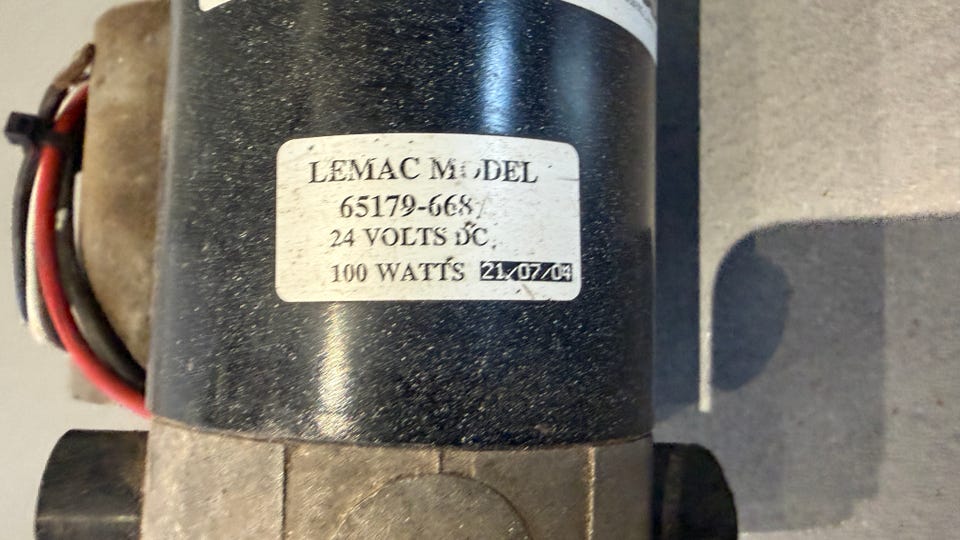 LEMAC MODEL
65179-668
24 VOLTS DC
100 WATTS 21/07/04